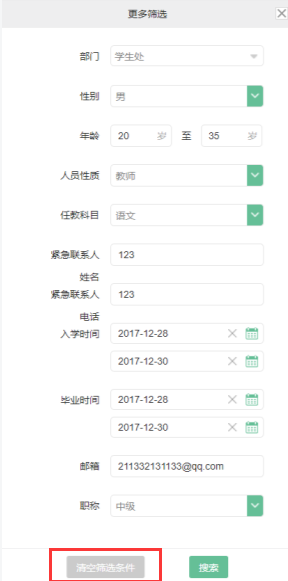 更多筛选
部门 学生处
性别 男
年龄 20 岁 至 35 岁
人员性质 教师
任教科目 语文
紧急联系人 123
姓名
紧急联系人 123
电话
入学时间 2017-12-28
2017-12-30
毕业时间 2017-12-28
2017-12-30
邮箱 211332131133@qq.com
职称 中级
清空筛选条件 搜索